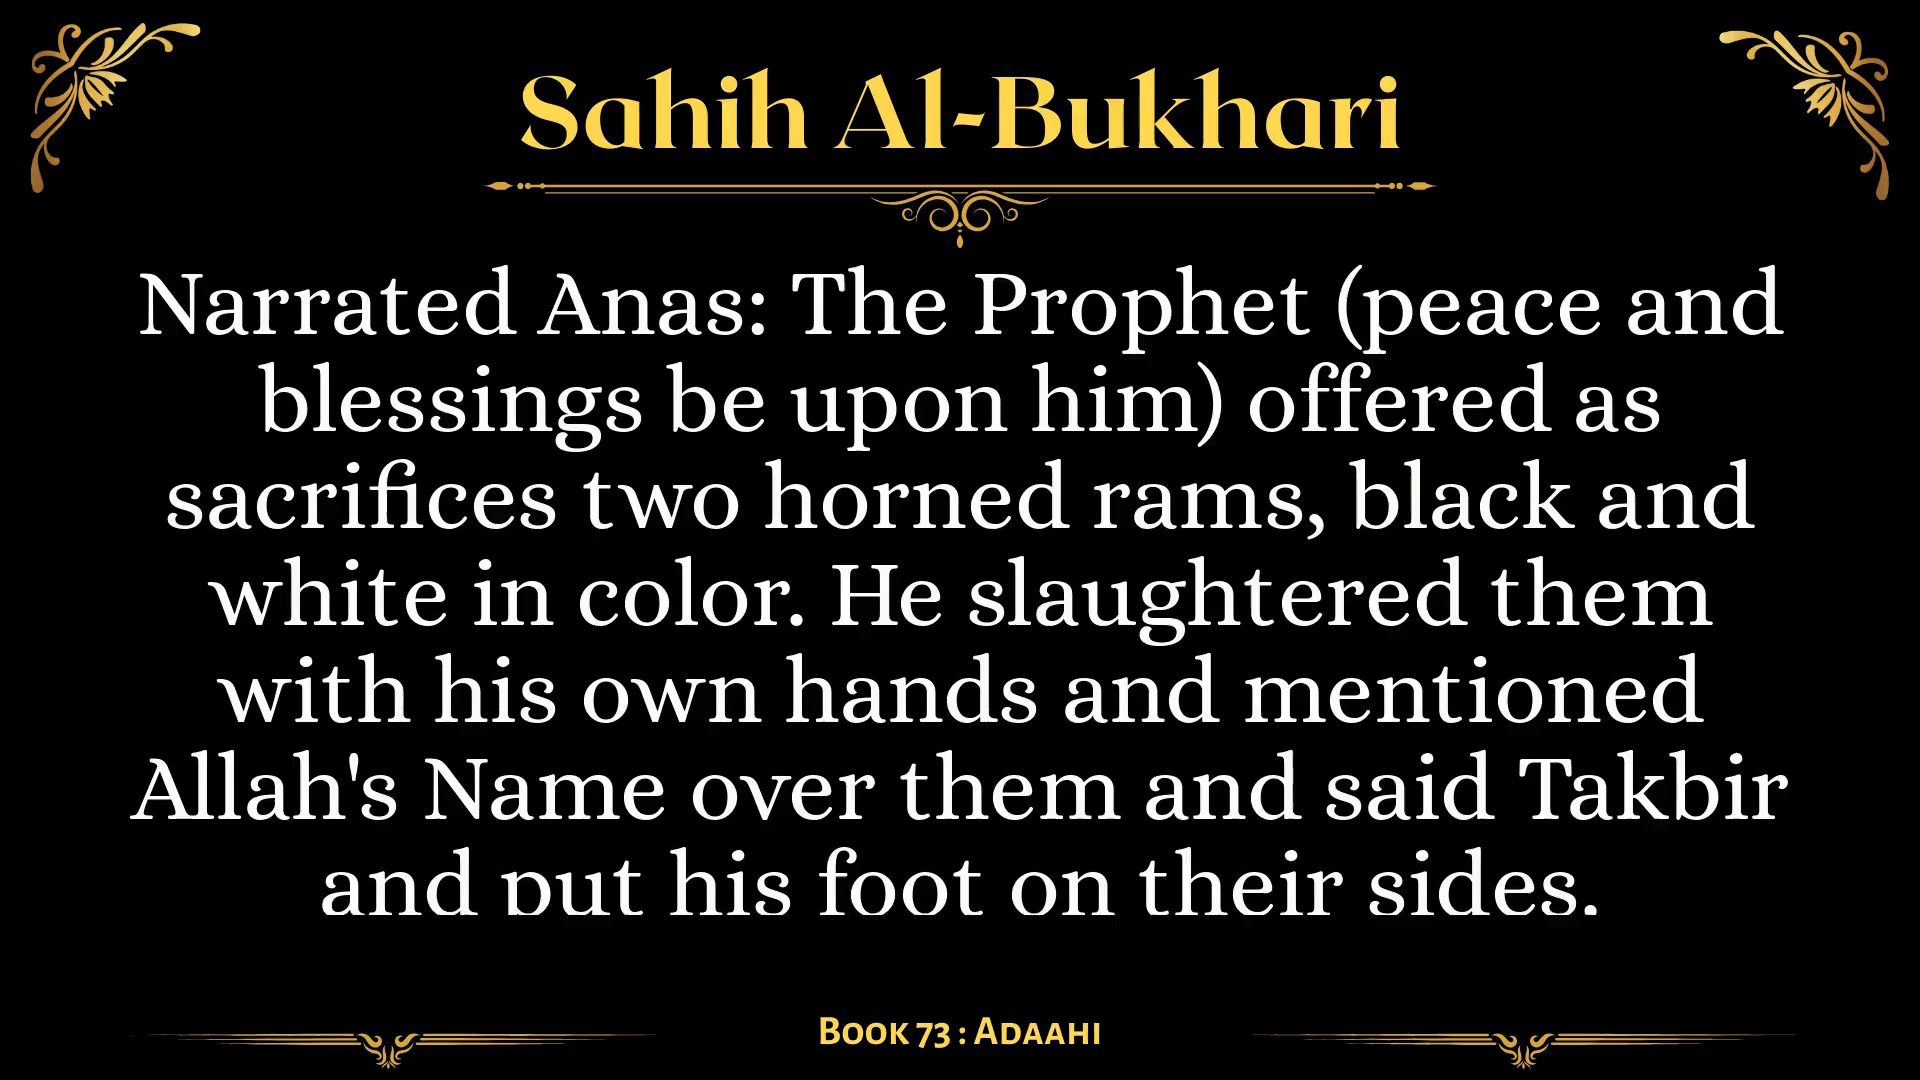 Sahih Al-Bukhari
Narrated Anas: The Prophet (peace and
blessings be upon him) offered as
sacrifices two horned rams, black and
white in color. He slaughtered them
with his own hands and mentioned
Allah's Name over them and said Takbir
and put his foot on their sides.
Book 73 : Adaahi